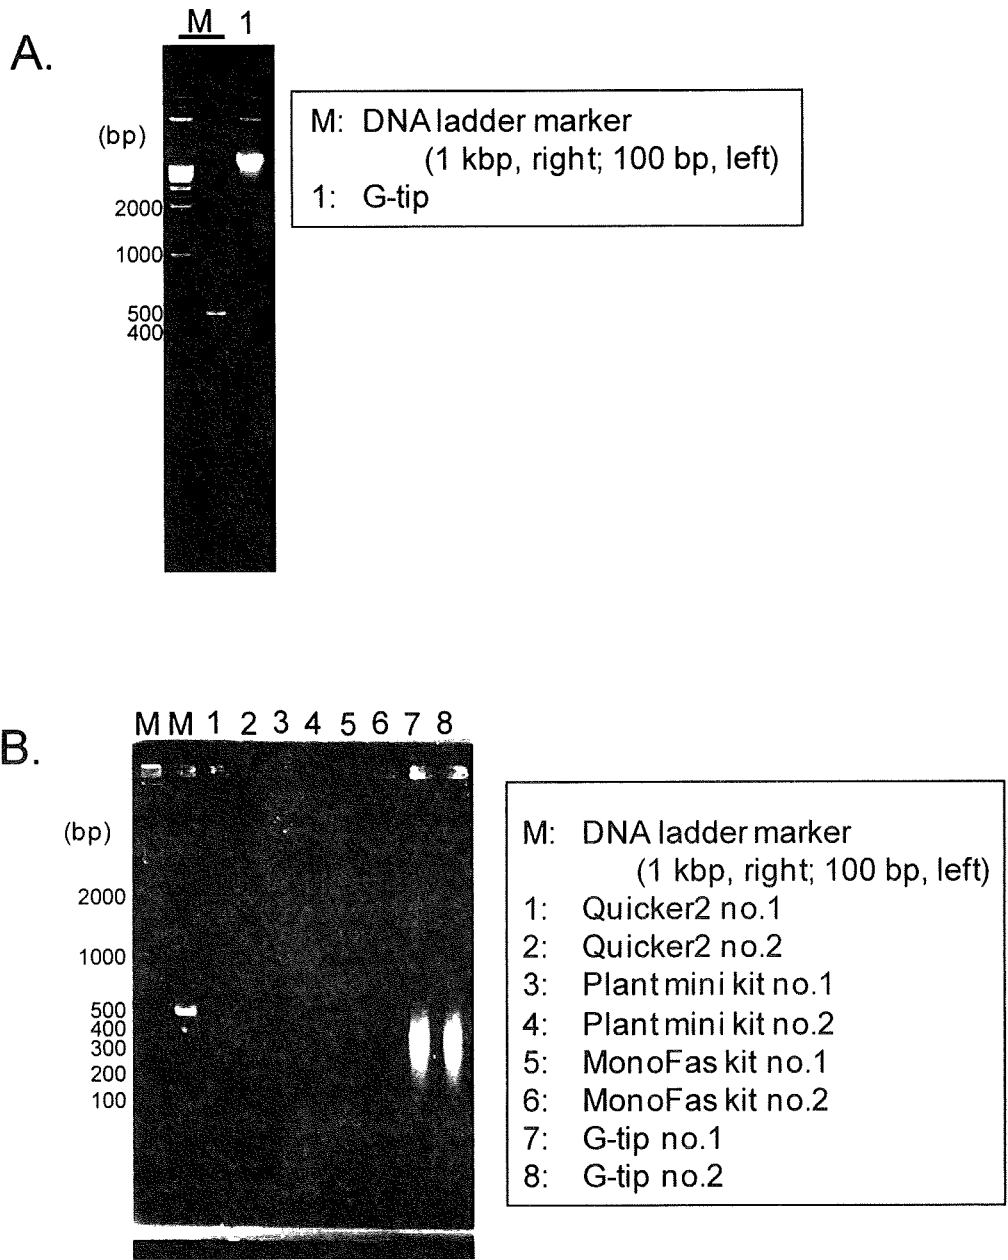 A.
M 1
(bp)
2000
1000
500
400
M: DNA ladder marker
(1 kbp, right; 100 bp, left)
1: G-tip
B.
M M 1 2 3 4 5 6 7 8
(bp)
2000
1000
500
400
300
200
100
M: DNA ladder marker
(1 kbp, right; 100 bp, left)
1: Quicker2 no.1
2: Quicker2 no.2
3: Plant mini kit no.1
4: Plant mini kit no.2
5: MonoFas kit no.1
6: MonoFas kit no.2
7: G-tip no.1
8: G-tip no.2